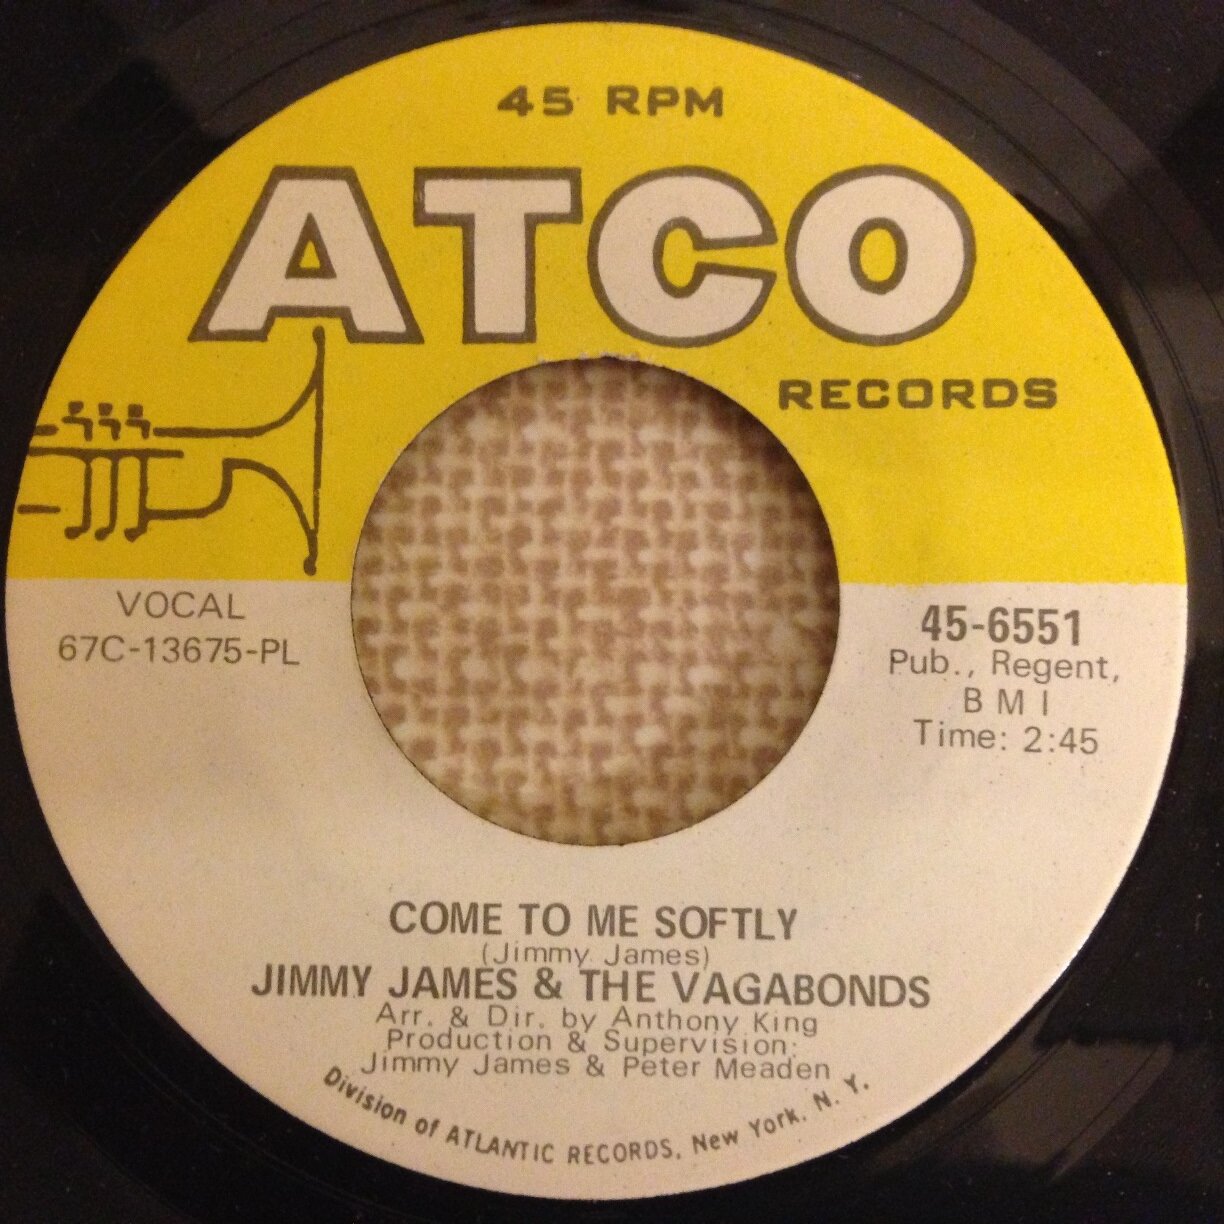 45 RPM
ATCO
RECORDS
VOCAL
67C-13675-PL
45-6551
Pub., Regent,
B M I
Time: 2:45
COME TO ME SOFTLY
(Jimmy James)
JIMMY JAMES & THE VAGABONDS
Arr. & Dir. by Anthony King
Production & Supervision:
Jimmy James & Peter Meaden
Division of ATLANTIC RECORDS, New York, N. Y.